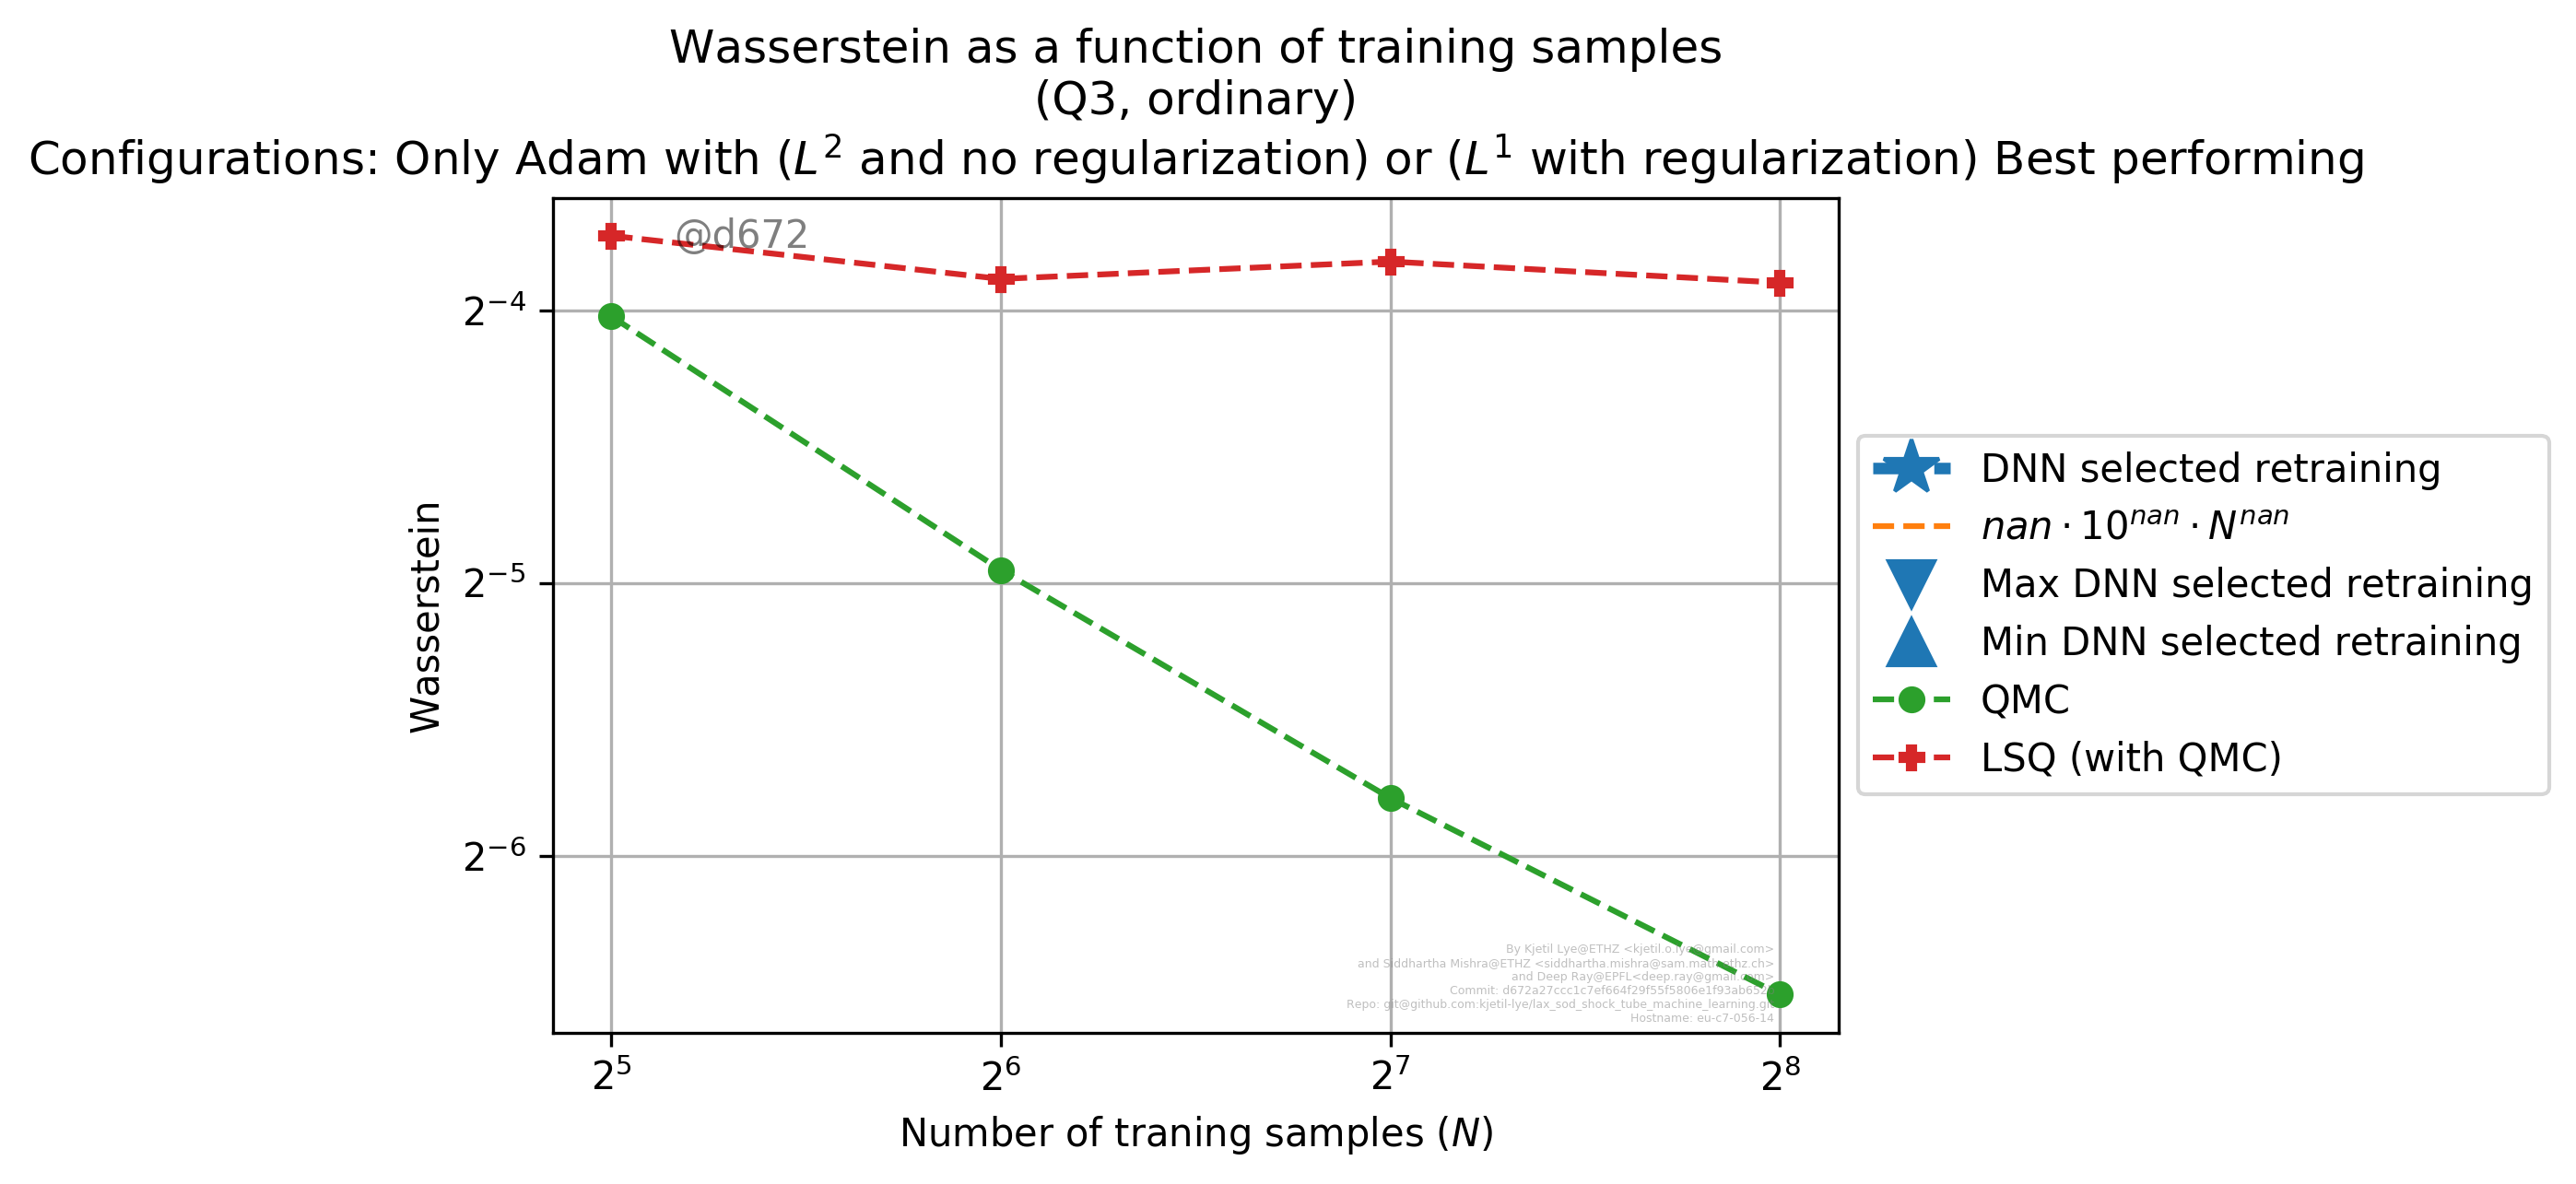 Wasserstein as a function of training samples
(Q3, ordinary)
Configurations: Only Adam with (L² and no regularization) or (L¹ with regularization) Best performing
@d672
2⁻⁴
2⁻⁵
2⁻⁶
Wasserstein
2⁵ 2⁶ 2⁷ 2⁸
Number of traning samples (N)
DNN selected retraining
nan · 10ⁿᵃⁿ · Nⁿᵃⁿ
Max DNN selected retraining
Min DNN selected retraining
QMC
LSQ (with QMC)
By Kjetil Lye@ETHZ <kjetil.o.lye@gmail.com>
and Siddhartha Mishra@ETHZ <siddhartha.mishra@sam.math.ethz.ch>
and Deep Ray@EPFL<deep.ray@gmail.com>
Commit:
Repo: git@github.com:kjetil-lye/lax_sod_shock_tube_machine_learning.git
Hostname: eu-c7-056-14